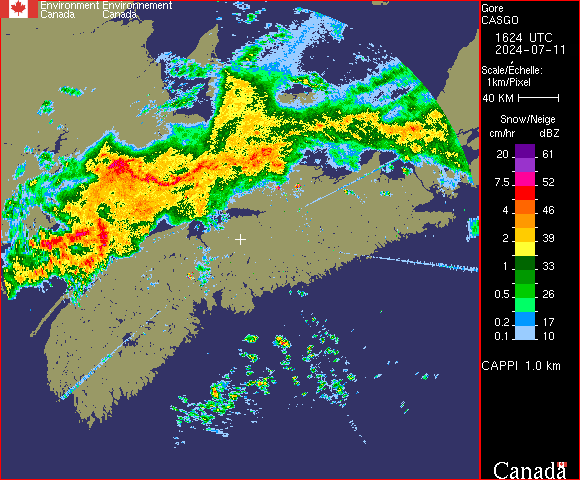 Environment Environnement
Canada Canada
Gore
CASGO
1624 UTC
2024-07-11
Scale/Échelle:
1km/Pixel
40 KM
Snow/Neige
cm/hr dBZ
20 61
7.5 52
4 46
2 39
1 33
0.5 26
0.2 17
0.1 10
CAPPI 1.0 km
Canada